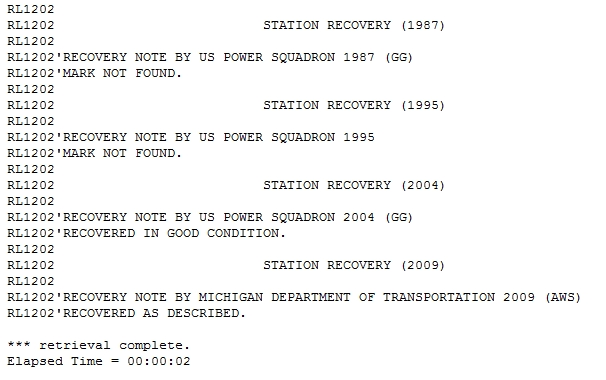 RL1202
RL1202                          STATION RECOVERY (1987)
RL1202
RL1202'RECOVERY NOTE BY US POWER SQUADRON 1987 (GG)
RL1202'MARK NOT FOUND.
RL1202
RL1202                          STATION RECOVERY (1995)
RL1202
RL1202'RECOVERY NOTE BY US POWER SQUADRON 1995
RL1202'MARK NOT FOUND.
RL1202
RL1202                          STATION RECOVERY (2004)
RL1202
RL1202'RECOVERY NOTE BY US POWER SQUADRON 2004 (GG)
RL1202'RECOVERED IN GOOD CONDITION.
RL1202
RL1202                          STATION RECOVERY (2009)
RL1202
RL1202'RECOVERY NOTE BY MICHIGAN DEPARTMENT OF TRANSPORTATION 2009 (AWS)
RL1202'RECOVERED AS DESCRIBED.
*** retrieval complete.
Elapsed Time = 00:00:02